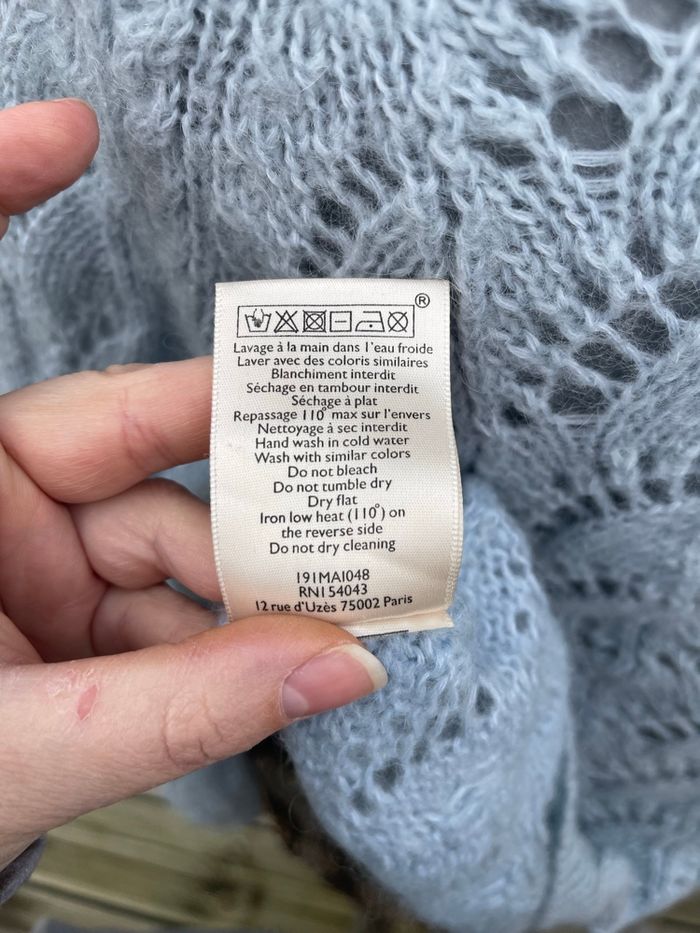 ®
Lavage à la main dans l'eau froide
Laver avec des coloris similaires
Blanchiment interdit
Séchage en tambour interdit
Séchage à plat
Repassage 110° max sur l'envers
Nettoyage à sec interdit
Hand wash in cold water
Wash with similar colors
Do not bleach
Do not tumble dry
Dry flat
Iron low heat (110°) on
the reverse side
Do not dry cleaning
191MAI048
RN154043
12 rue d'Uzès 75002 Paris